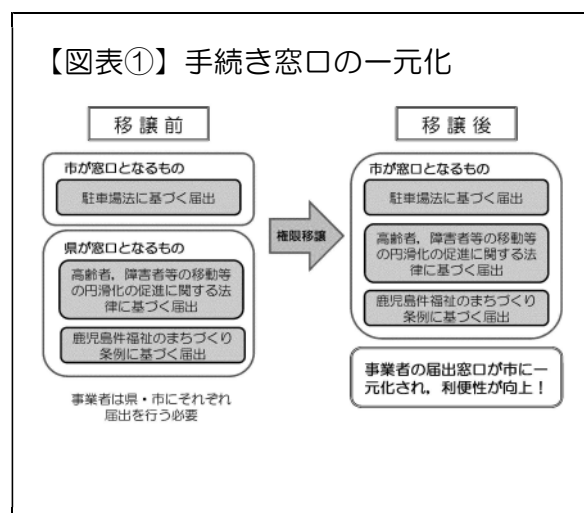 【図表①】手続き窓口の一元化
移譲前
市が窓口となるもの
駐車場法に基づく届出
県が窓口となるもの
高齢者，障害者等の移動等
の円滑化の促進に関する法
律に基づく届出
鹿児島件福祉のまちづくり
条例に基づく届出
事業者は県・市にそれぞれ
届出を行う必要
権限移譲
移譲後
市が窓口となるもの
駐車場法に基づく届出
高齢者，障害者等の移動等
の円滑化の促進に関する法
律に基づく届出
鹿児島件福祉のまちづくり
条例に基づく届出
事業者の届出窓口が市に一
元化され，利便性が向上！